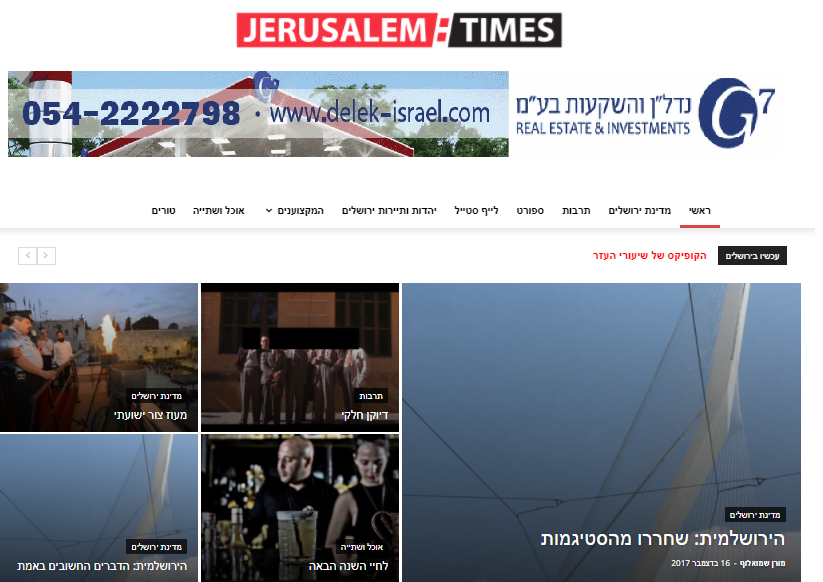 JERUSALEM:TIMES
054-2222798 · www.delek-israel.com
נדל"ן והשקעות בע"מ
REAL ESTATE & INVESTMENTS
G7
ראשי מדינת ירושלים תרבות ספורט לייף סטייל יהדות ותיירות ירושלים המקצוענים אוכל ושתייה טורים
עכשיו בירושלים הקופיקס של שיעורי העזר
מדינת ירושלים
הירושלמית: שחררו מהסטיגמות
מורן שמואלוף - 16 בדצמבר 2017
תרבות
דיוקן חלקי
מדינת ירושלים
מעוז צור ישועתי
אוכל ושתייה
לחיי השנה הבאה
מדינת ירושלים
הירושלמית: הדברים החשובים באמת